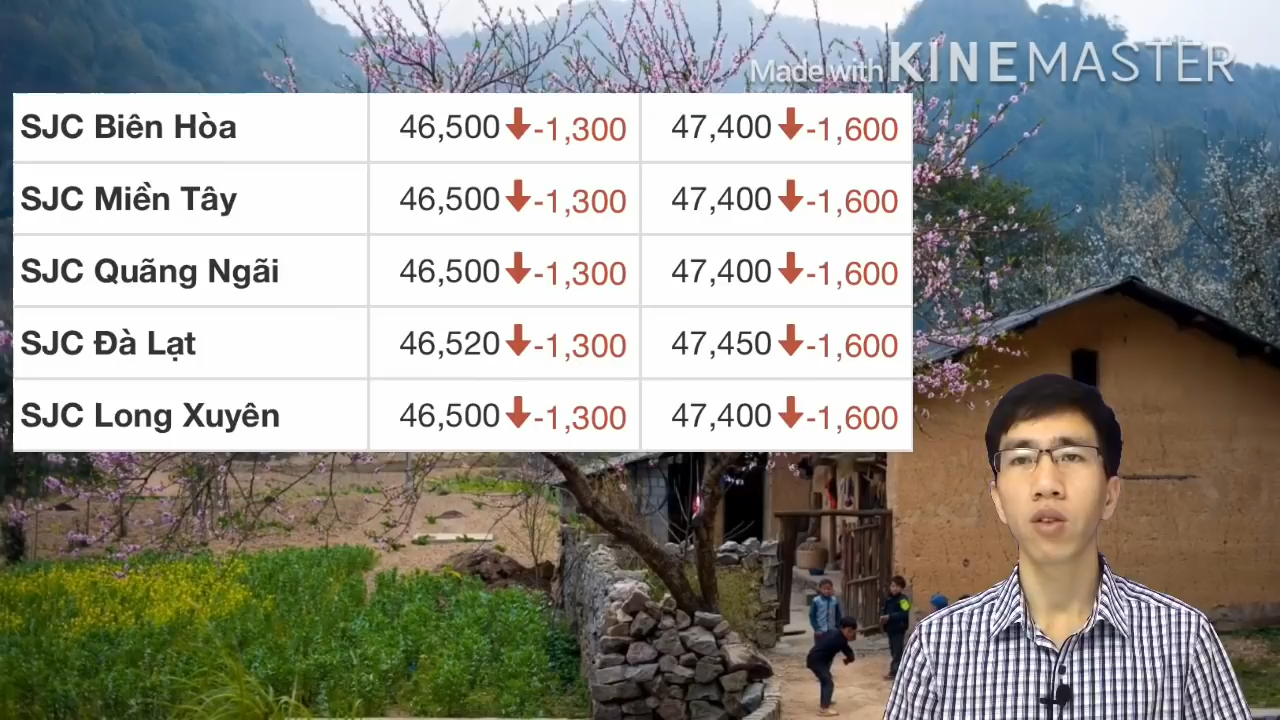 Made with KINEMASTER
SJC Biên Hòa 46,500 -1,300 47,400 -1,600
SJC Miền Tây 46,500 -1,300 47,400 -1,600
SJC Quãng Ngãi 46,500 -1,300 47,400 -1,600
SJC Đà Lạt 46,520 -1,300 47,450 -1,600
SJC Long Xuyên 46,500 -1,300 47,400 -1,600